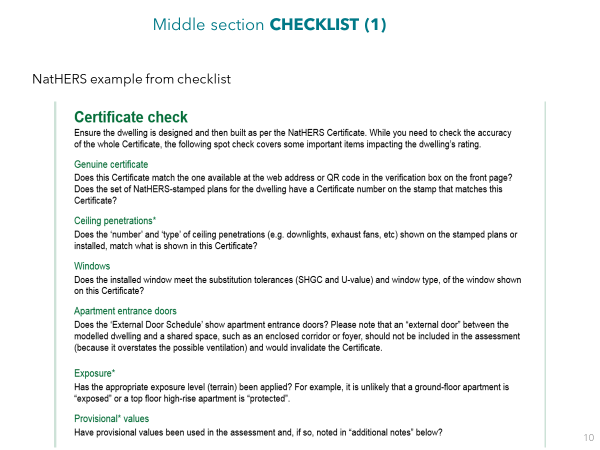 Middle section CHECKLIST (1)
NatHERS example from checklist
Certificate check
Ensure the dwelling is designed and then built as per the NatHERS Certificate. While you need to check the accuracy
of the whole Certificate, the following spot check covers some important items impacting the dwelling's rating.
Genuine certificate
Does this Certificate match the one available at the web address or QR code in the verification box on the front page?
Does the set of NatHERS-stamped plans for the dwelling have a Certificate number on the stamp that matches this
Certificate?
Ceiling penetrations*
Does the 'number' and 'type' of ceiling penetrations (e.g. downlights, exhaust fans, etc) shown on the stamped plans or
installed, match what is shown in this Certificate?
Windows
Does the installed window meet the substitution tolerances (SHGC and U-value) and window type, of the window shown
on this Certificate?
Apartment entrance doors
Does the 'External Door Schedule' show apartment entrance doors? Please note that an "external door" between the
modelled dwelling and a shared space, such as an enclosed corridor or foyer, should not be included in the assessment
(because it overstates the possible ventilation) and would invalidate the Certificate.
Exposure*
Has the appropriate exposure level (terrain) been applied? For example, it is unlikely that a ground-floor apartment is
"exposed" or a top floor high-rise apartment is "protected".
Provisional* values
Have provisional values been used in the assessment and, if so, noted in "additional notes" below?
10